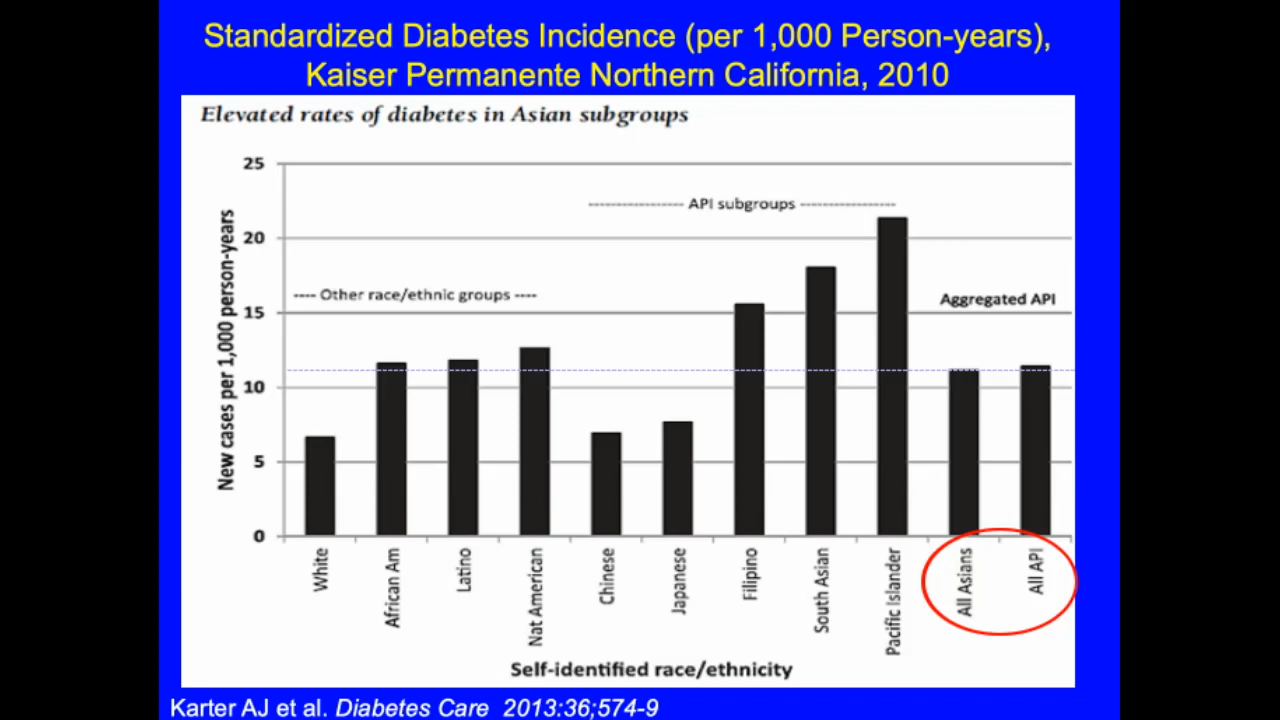 Standardized Diabetes Incidence (per 1,000 Person-years),
Kaiser Permanente Northern California, 2010
Elevated rates of diabetes in Asian subgroups
25
20
15
10
5
0
New cases per 1,000 person-years
---- Other race/ethnic groups ----
---------------- API subgroups ----------------
Aggregated API
White
African Am
Latino
Nat American
Chinese
Japanese
Filipino
South Asian
Pacific Islander
All Asians
All API
Self-identified race/ethnicity
Karter AJ et al. Diabetes Care 2013:36;574-9